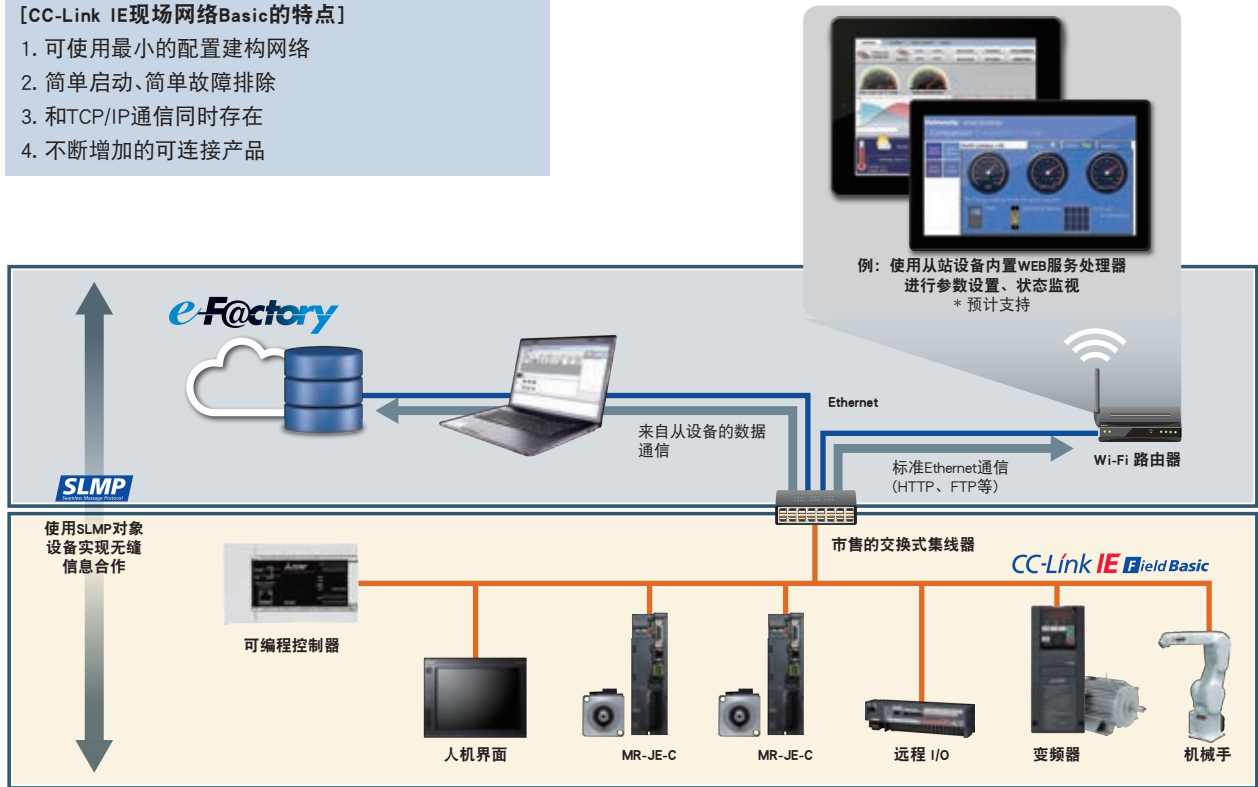 [CC-Link IE现场网络Basic的特点]
1. 可使用最小的配置建构网络
2. 简单启动、简单故障排除
3. 和TCP/IP通信同时存在
4. 不断增加的可连接产品
例：使用从站设备内置WEB服务处理器
进行参数设置、状态监视
* 预计支持
e-F@ctory
Ethernet
来自从设备的数据
通信
标准Ethernet通信
(HTTP、FTP等)
Wi-Fi 路由器
SLMP
Seamless Message Protocol
使用SLMP对象
设备实现无缝
信息合作
市售的交换式集线器
CC-Link IE Field Basic
可编程控制器
人机界面
MR-JE-C
MR-JE-C
远程 I/O
变频器
机械手